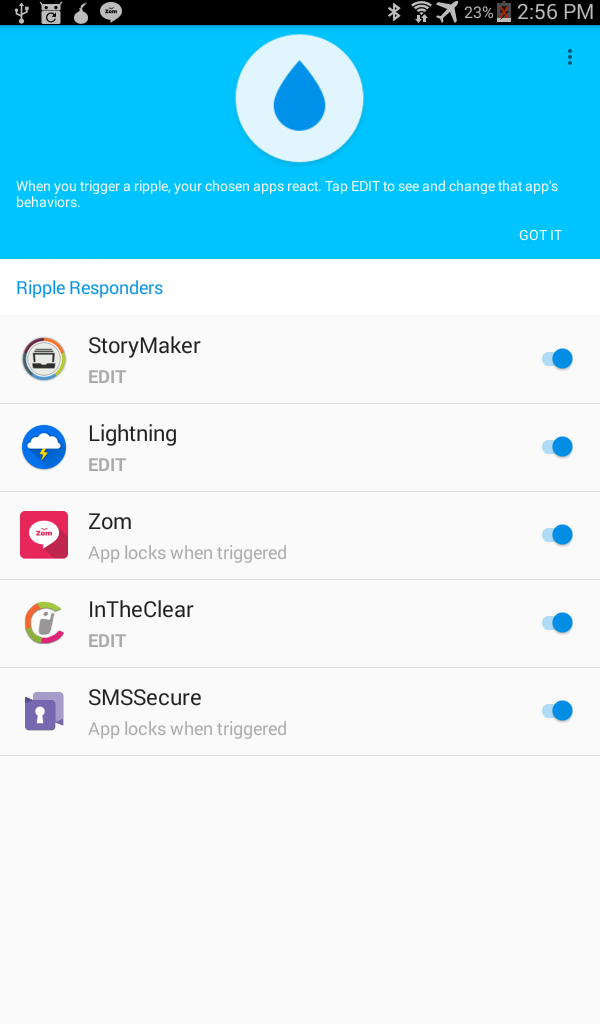 23% 2:56 PM
When you trigger a ripple, your chosen apps react. Tap EDIT to see and change that app's
behaviors.
GOT IT
Ripple Responders
StoryMaker
EDIT
Lightning
EDIT
Zom
Zom
App locks when triggered
InTheClear
EDIT
SMSSecure
App locks when triggered